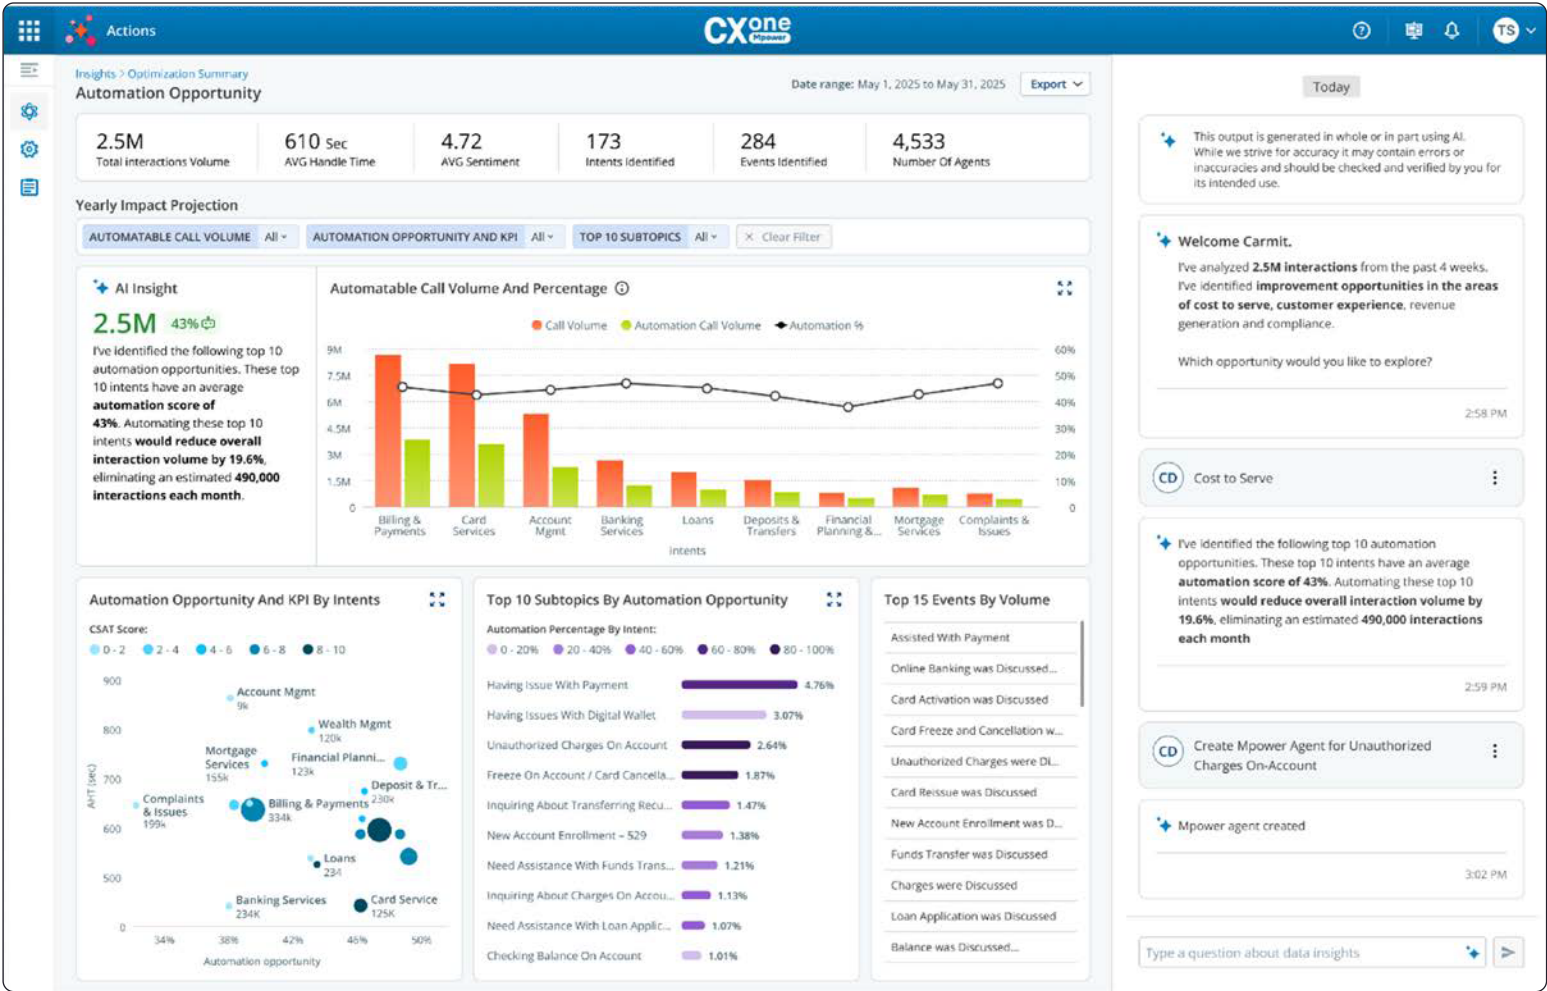 Actions
CXone
Mpower
TS
Insights > Optimization Summary
Automation Opportunity
Date range: May 1, 2025 to May 31, 2025
Export
2.5M
Total interactions Volume
610 Sec
AVG Handle Time
4.72
AVG Sentiment
173
Intents Identified
284
Events Identified
4,533
Number Of Agents
Yearly Impact Projection
AUTOMATABLE CALL VOLUME All
AUTOMATION OPPORTUNITY AND KPI All
TOP 10 SUBTOPICS All
× Clear Filter
AI Insight
2.5M 43%
I've identified the following top 10
automation opportunities. These top
10 intents have an average
automation score of
43%. Automating these top 10
intents would reduce overall
interaction volume by 19.6%,
eliminating an estimated 490,000
interactions each month.
Automatable Call Volume And Percentage
Call Volume Automation Call Volume Automation %
9M
7.5M
6M
4.5M
3M
1.5M
0
60%
50%
40%
30%
20%
10%
0
Billing &
Payments
Card
Services
Account
Mgmt
Banking
Services
Loans
Deposits &
Transfers
Financial
Planning &...
Mortgage
Services
Complaints &
Issues
Intents
Automation Opportunity And KPI By Intents
CSAT Score:
0 - 2 2 - 4 4 - 6 6 - 8 8 - 10
900
800
700
600
500
0
AHT (sec)
Account Mgmt
9k
Wealth Mgmt
120k
Mortgage
Services
155k
Financial Planni...
123k
Deposit & Tr...
230k
Complaints
& Issues
199k
Billing & Payments
334k
Loans
234
Banking Services
234K
Card Service
125K
34% 38% 42% 46% 50%
Automation opportunity
Top 10 Subtopics By Automation Opportunity
Automation Percentage By Intent:
0 - 20% 20 - 40% 40 - 60% 60 - 80% 80 - 100%
Having Issue With Payment 4.76%
Having Issues With Digital Wallet 3.07%
Unauthorized Charges On Account 2.64%
Freeze On Account / Card Cancella... 1.87%
Inquiring About Transferring Recu... 1.47%
New Account Enrollment – 529 1.38%
Need Assistance With Funds Trans... 1.21%
Inquiring About Charges On Accou... 1.13%
Need Assistance With Loan Applic... 1.07%
Checking Balance On Account 1.01%
Top 15 Events By Volume
Assisted With Payment
Online Banking was Discussed...
Card Activation was Discussed
Card Freeze and Cancellation w...
Unauthorized Charges were Di...
Card Reissue was Discussed
New Account Enrollment was D...
Funds Transfer was Discussed
Charges were Discussed
Loan Application was Discussed
Balance was Discussed...
Today
This output is generated in whole or in part using AI.
While we strive for accuracy it may contain errors or
inaccuracies and should be checked and verified by you for
its intended use.
Welcome Carmit.
I've analyzed 2.5M interactions from the past 4 weeks.
I've identified improvement opportunities in the areas
of cost to serve, customer experience, revenue
generation and compliance.
Which opportunity would you like to explore?
2:58 PM
CD Cost to Serve
I've identified the following top 10 automation
opportunities. These top 10 intents have an average
automation score of 43%. Automating these top 10
intents would reduce overall interaction volume by
19.6%, eliminating an estimated 490,000 interactions
each month
2:59 PM
CD Create Mpower Agent for Unauthorized
Charges On-Account
Mpower agent created
3:02 PM
Type a question about data insights